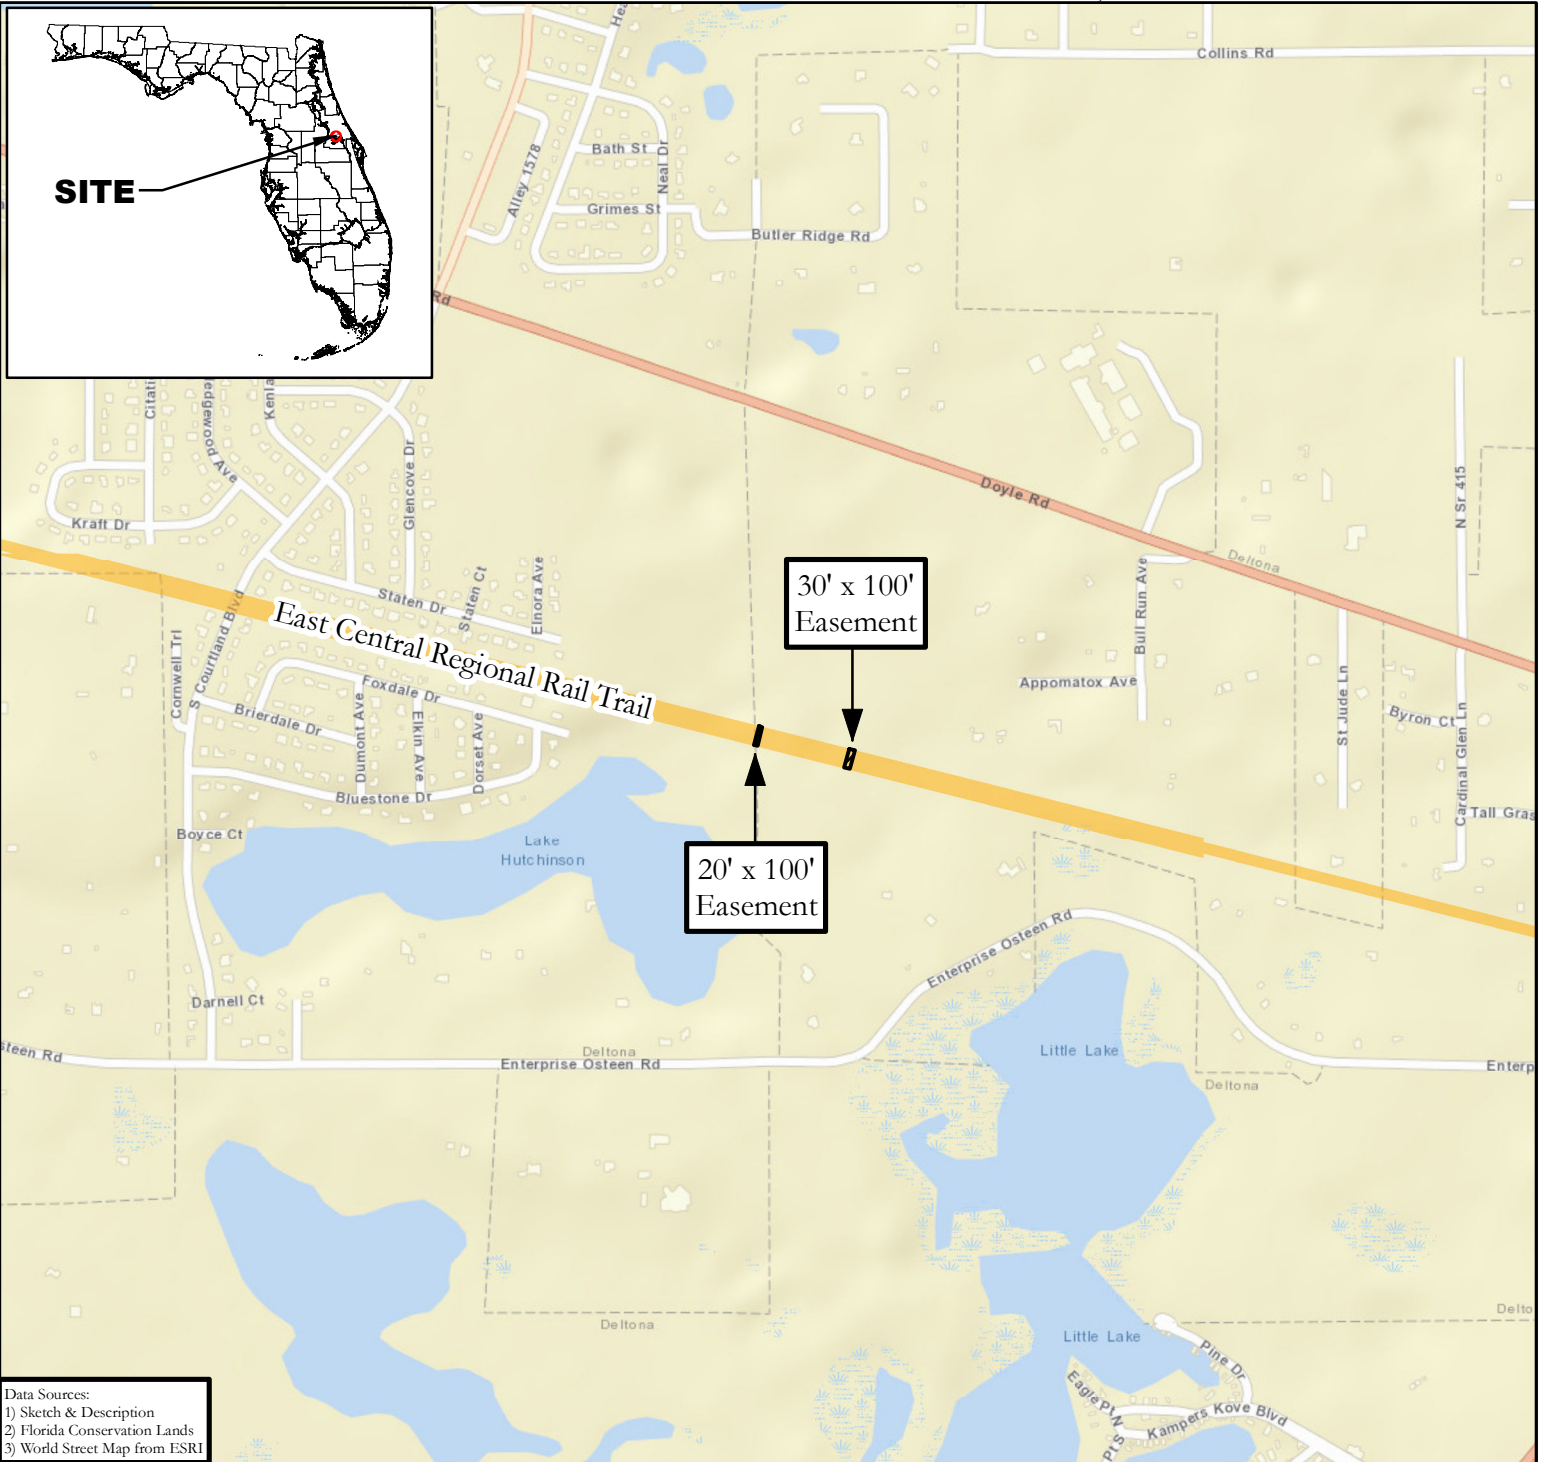 Collins Rd
SITE
Alley 1578
Bath St
Neal Dr
Grimes St
Butler Ridge Rd
Rd
Kraft Dr
Glencove Dr
Doyle Rd
N Sr 415
Deltona
30' x 100'
Easement
Staten Dr
Staten Ct
Elnora Ave
Bull Run Ave
East Central Regional Rail Trail
Cornwell Trl
S Courtland Blvd
Foxdale Dr
Brierdale Dr
Dumont Ave
Elkin Ave
Dorset Ave
Bluestone Dr
Appomatox Ave
St Jude Ln
Byron Ct
Cardinal Glen Ln
Tall Gras
Boyce Ct
Lake
Hutchinson
20' x 100'
Easement
Enterprise Osteen Rd
Darnell Ct
steen Rd
Deltona
Enterprise Osteen Rd
Little Lake
Enterp
Deltona
Deltona
Delto
Little Lake
Pine Dr
Eagle Pt N
Pt S
Kampers Kove Blvd
Data Sources:
1) Sketch & Description
2) Florida Conservation Lands
3) World Street Map from ESRI